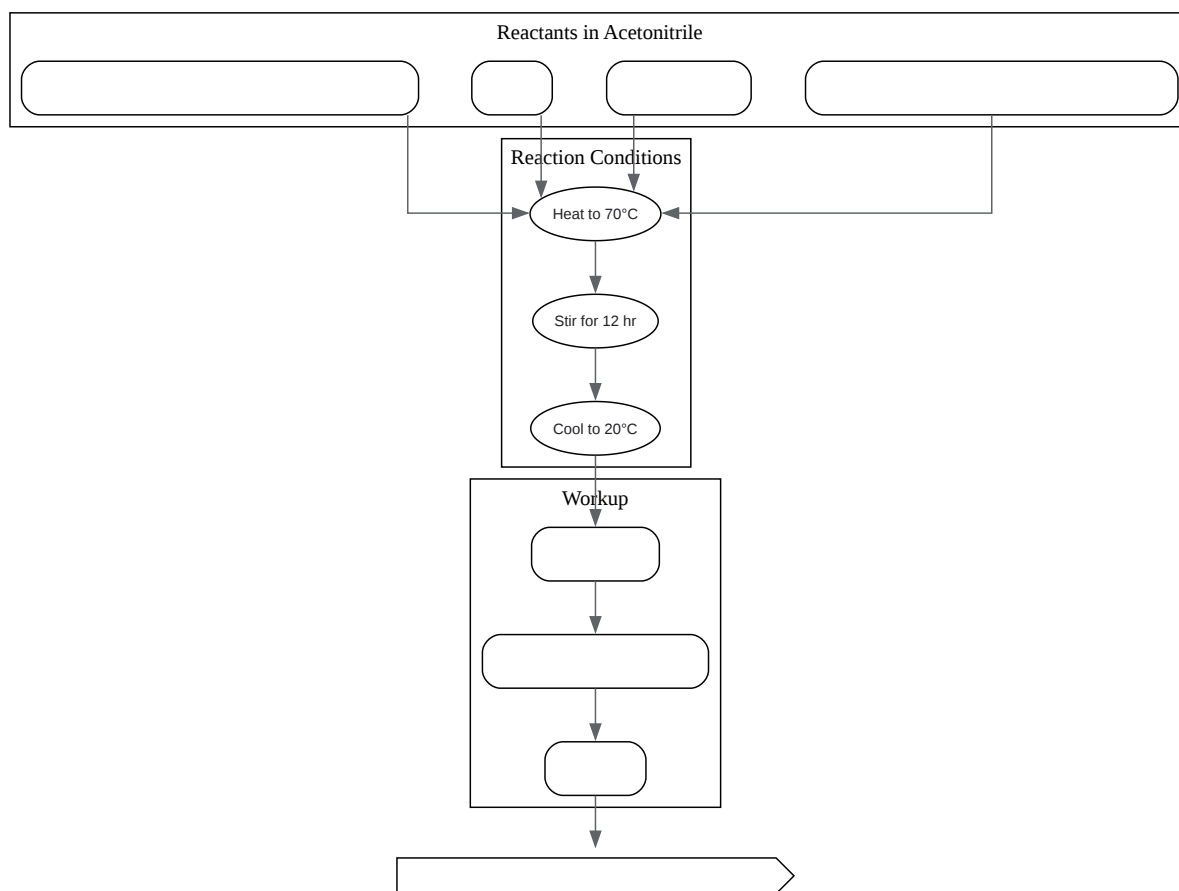 Reactants in Acetonitrile
Reaction Conditions
Heat to 70°C
Stir for 12 hr
Cool to 20°C
Workup